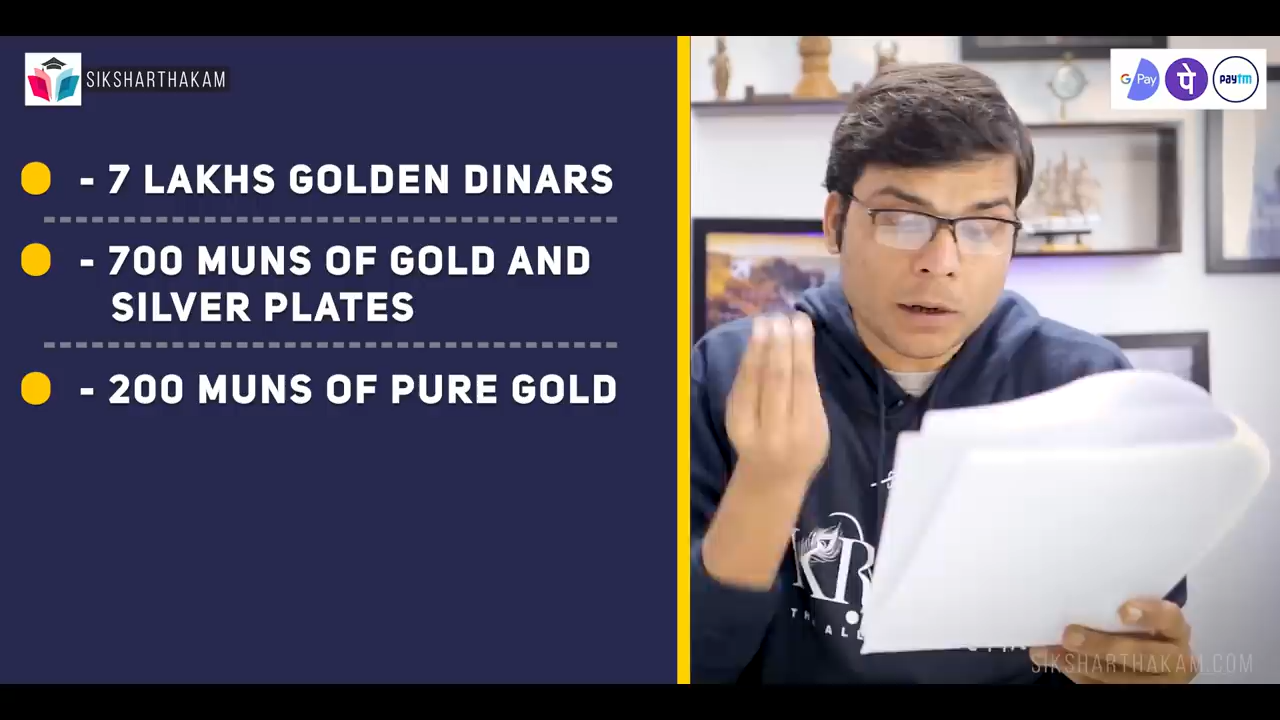 SIKSHARTHAKAM
- 7 LAKHS GOLDEN DINARS
- 700 MUNS OF GOLD AND
SILVER PLATES
- 200 MUNS OF PURE GOLD
G Pay
पे
paytm
SIKSHARTHAKAM.COM